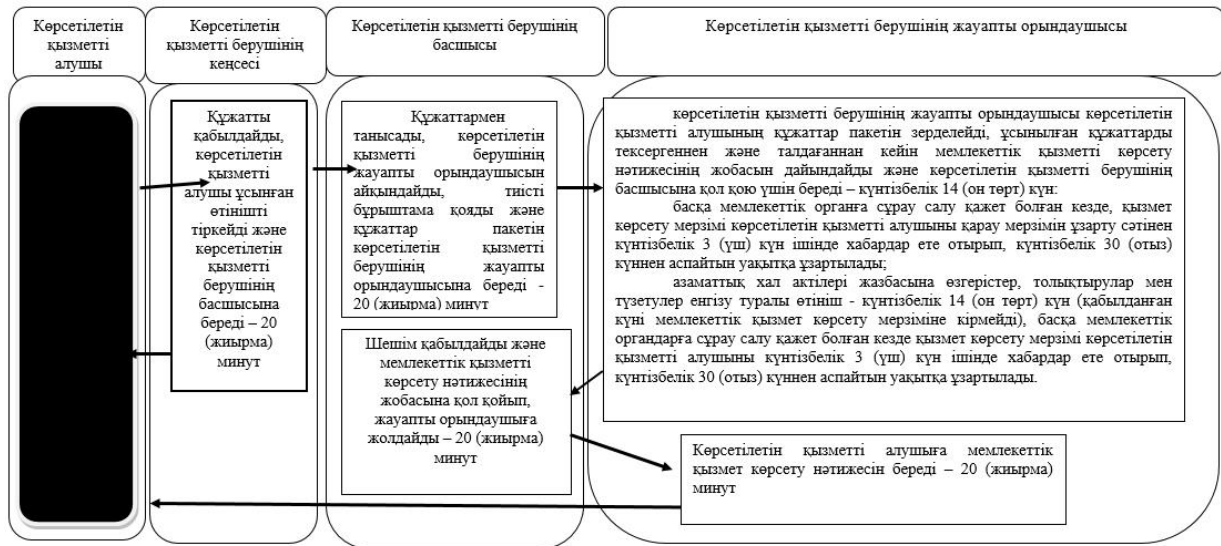 Көрсетілетін
қызметті
алушы
Көрсетілетін
қызметті берушінің
кеңсесі
Көрсетілетін қызметті берушінің
басшысы
Көрсетілетін қызметті берушінің жауапты орындаушысы
Құжатты
қабылдайды,
көрсетілетін
қызметті
алушы ұсынған
өтінішті
тіркейді және
көрсетілетін
қызметті
берушінің
басшысына
береді – 20
(жиырма)
минут
Құжаттармен
танысады, көрсетілетін
қызметті берушінің
жауапты орындаушысын
айқындайды, тиісті
бұрыштама қояды және
құжаттар пакетін
көрсетілетін қызметті
берушінің жауапты
орындаушысына береді -
20 (жиырма) минут
Шешім қабылдайды және
мемлекеттік қызметті
көрсету нәтижесінің
жобасына қол қойып,
жауапты орындаушыға
жолдайды – 20 (жиырма)
минут
көрсетілетін қызметті берушінің жауапты орындаушысы көрсетілетін
қызметті алушының құжаттар пакетін зерделейді, ұсынылған құжаттарды
тексергеннен және талдағаннан кейін мемлекеттік қызметті көрсету
нәтижесінің жобасын дайындайды және көрсетілетін қызметті берушінің
басшысына қол қою үшін береді – күнтізбелік 14 (он төрт) күн:
басқа мемлекеттік органға сұрау салу қажет болған кезде, қызмет
көрсету мерзімі көрсетілетін қызметті алушыны қарау мерзімін ұзарту сәтінен
күнтізбелік 3 (үш) күн ішінде хабардар ете отырып, күнтізбелік 30 (отыз)
күннен аспайтын уақытқа ұзартылады;
азаматтық хал актілері жазбасына өзгерістер, толықтырулар мен
түзетулер енгізу туралы өтініш - күнтізбелік 14 (он төрт) күн (қабылданған
күні мемлекеттік қызмет көрсету мерзіміне кірмейді), басқа мемлекеттік
органдарға сұрау салу қажет болған кезде қызмет көрсету мерзімі көрсетілетін
қызметті алушыны күнтізбелік 3 (үш) күн ішінде хабардар ете отырып,
күнтізбелік 30 (отыз) күннен аспайтын уақытқа ұзартылады.
Көрсетілетін қызметті алушыға мемлекеттік
қызмет көрсету нәтижесін береді – 20 (жиырма)
минут